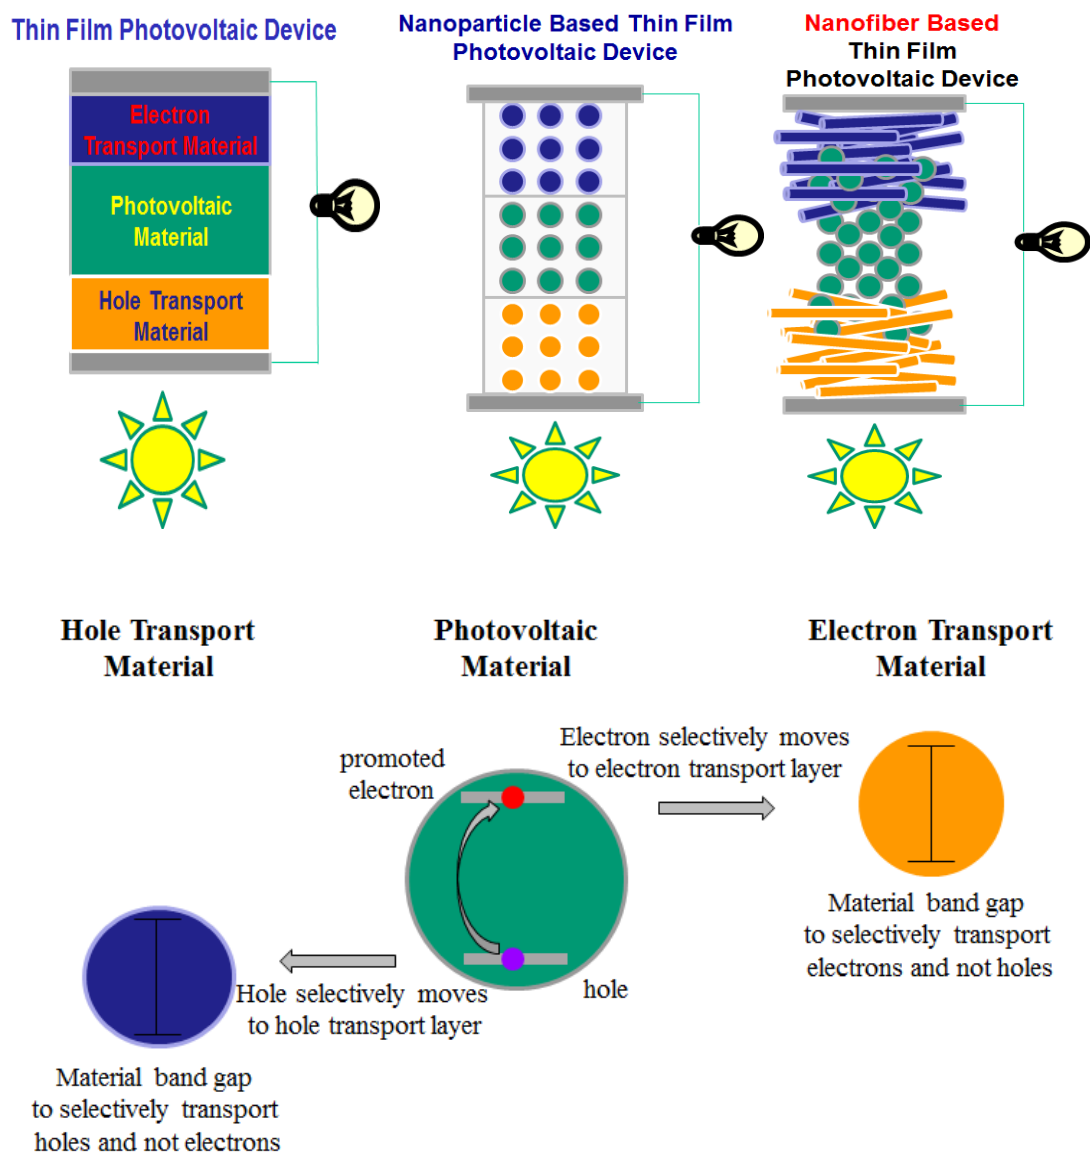 Thin Film Photovoltaic Device
Electron
Transport Material
Photovoltaic
Material
Hole Transport
Material
Nanoparticle Based Thin Film
Photovoltaic Device
Nanofiber Based
Thin Film
Photovoltaic Device
Hole Transport
Material
Photovoltaic
Material
Electron Transport
Material
promoted
electron
Electron selectively moves
to electron transport layer
Material band gap
to selectively transport
electrons and not holes
hole
Hole selectively moves
to hole transport layer
Material band gap
to selectively transport
holes and not electrons